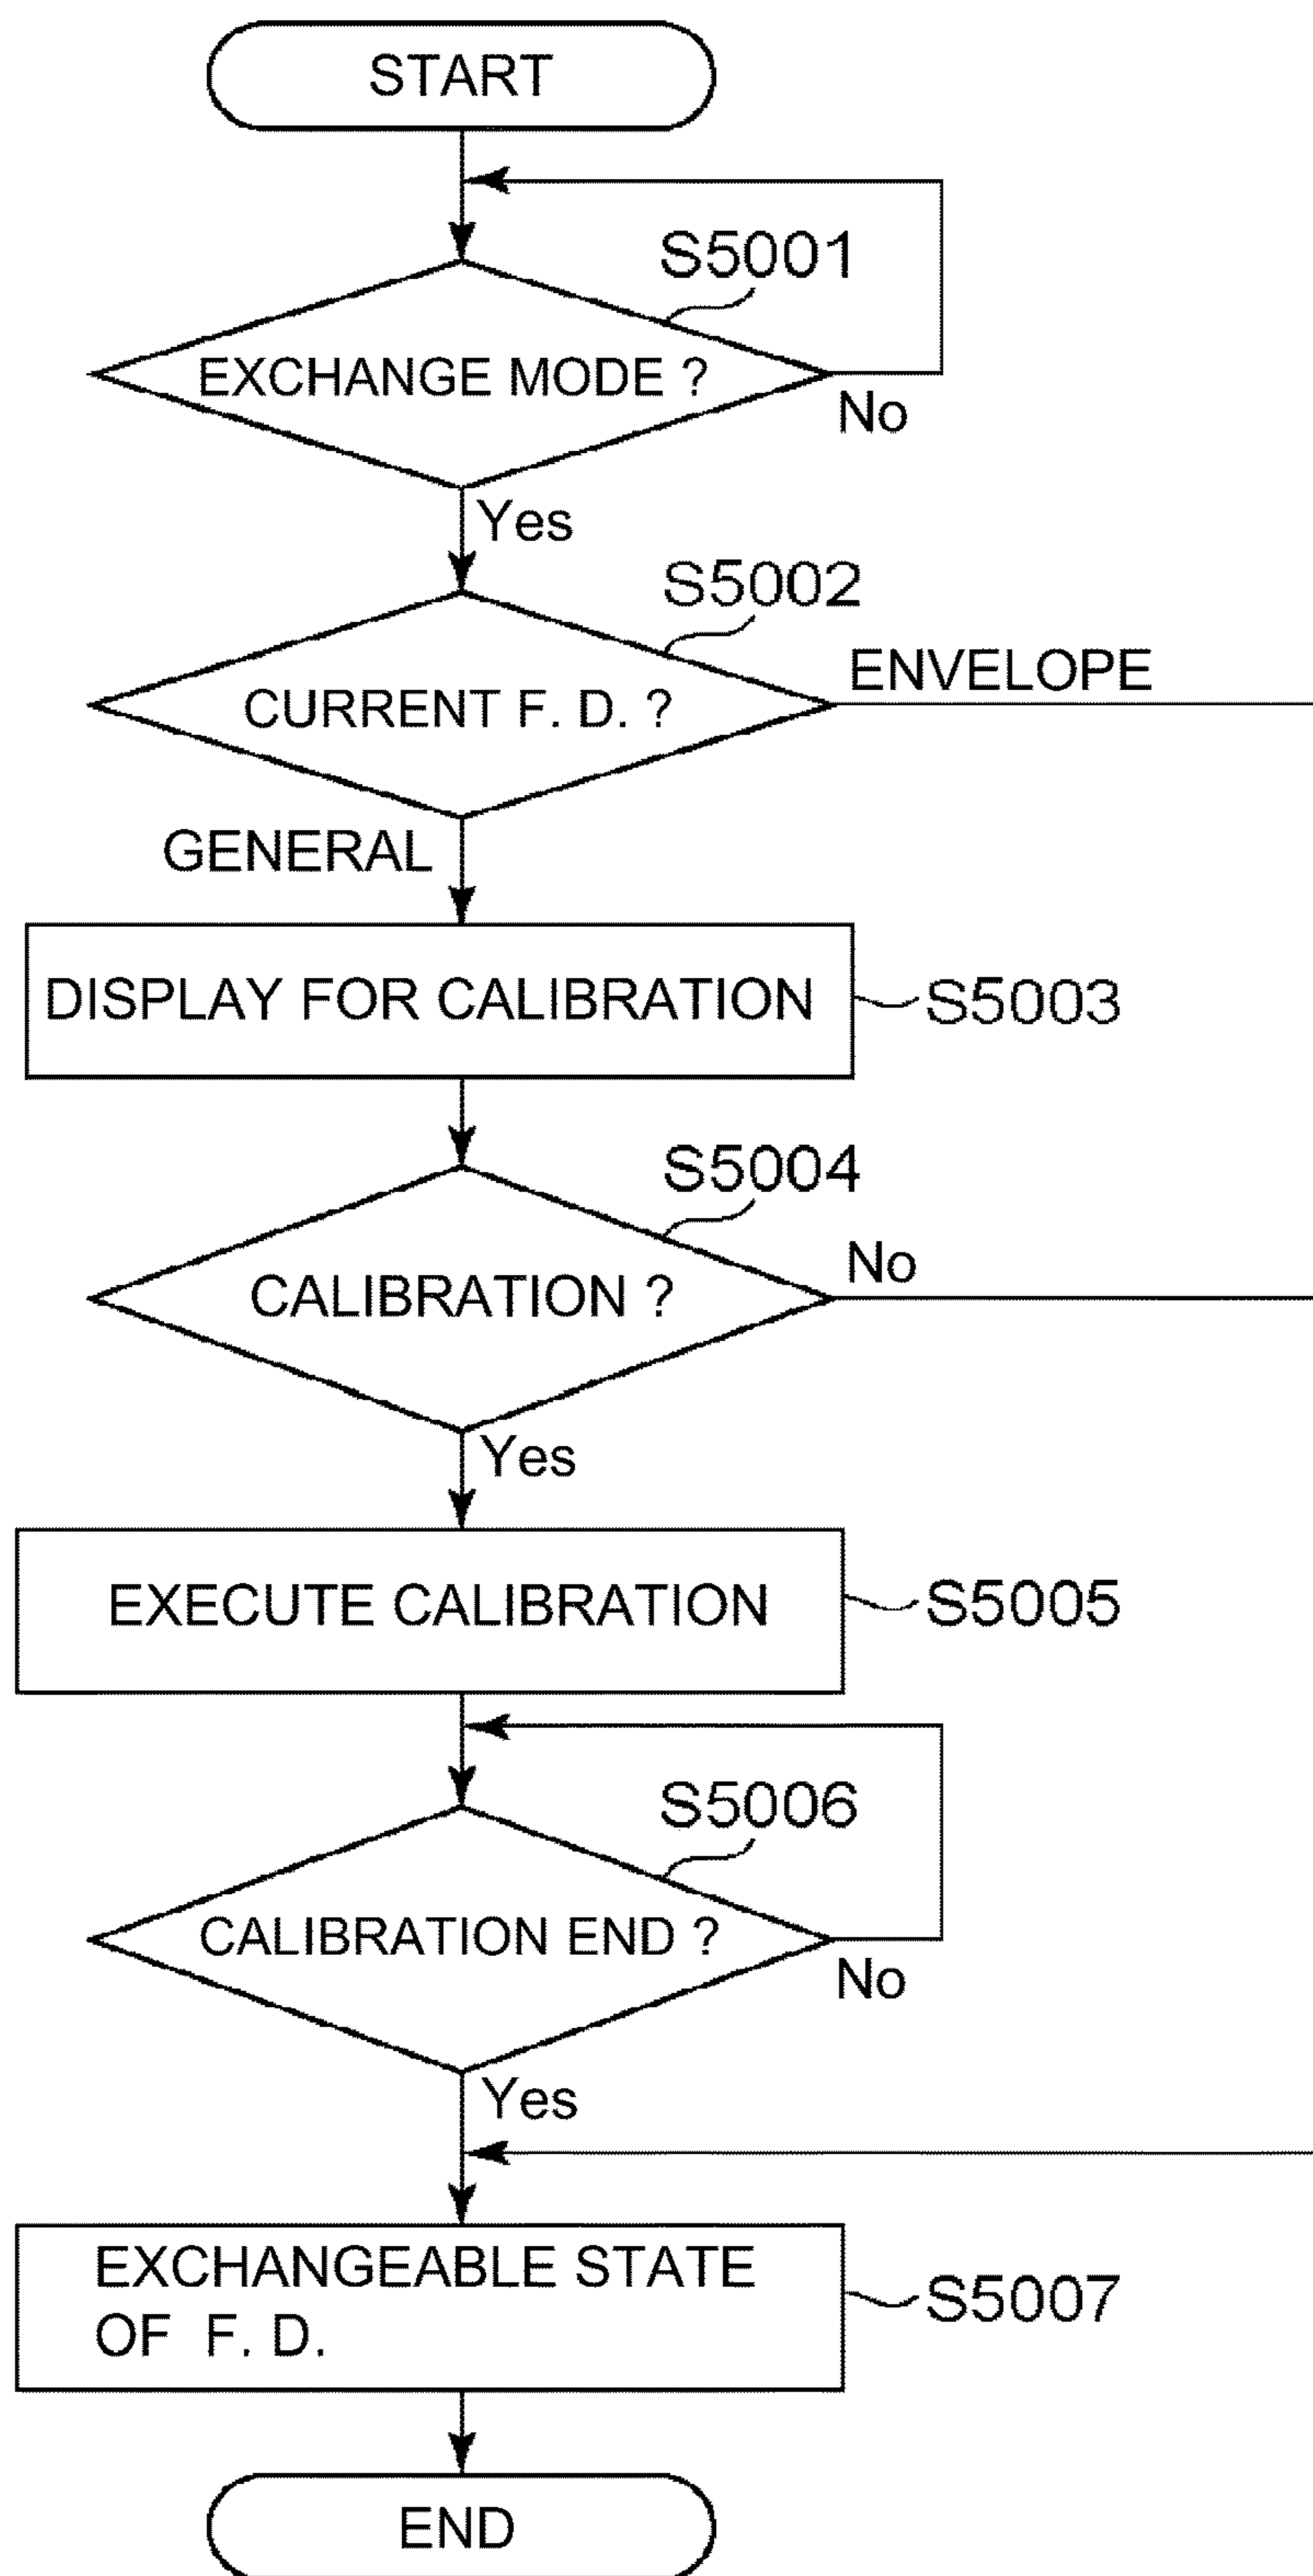 START
S5001
EXCHANGE MODE ?
No
Yes
S5002
ENVELOPE
CURRENT F. D. ?
GENERAL
DISPLAY FOR CALIBRATION
S5003
S5004
No
CALIBRATION ?
Yes
EXECUTE CALIBRATION
S5005
S5006
CALIBRATION END ?
No
Yes
EXCHANGEABLE STATE
OF F. D.
S5007
END